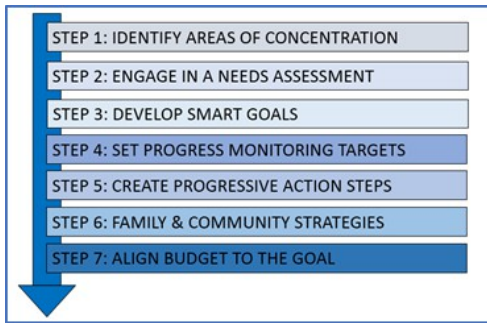 STEP 1: IDENTIFY AREAS OF CONCENTRATION
STEP 2: ENGAGE IN A NEEDS ASSESSMENT
STEP 3: DEVELOP SMART GOALS
STEP 4: SET PROGRESS MONITORING TARGETS
STEP 5: CREATE PROGRESSIVE ACTION STEPS
STEP 6: FAMILY & COMMUNITY STRATEGIES
STEP 7: ALIGN BUDGET TO THE GOAL